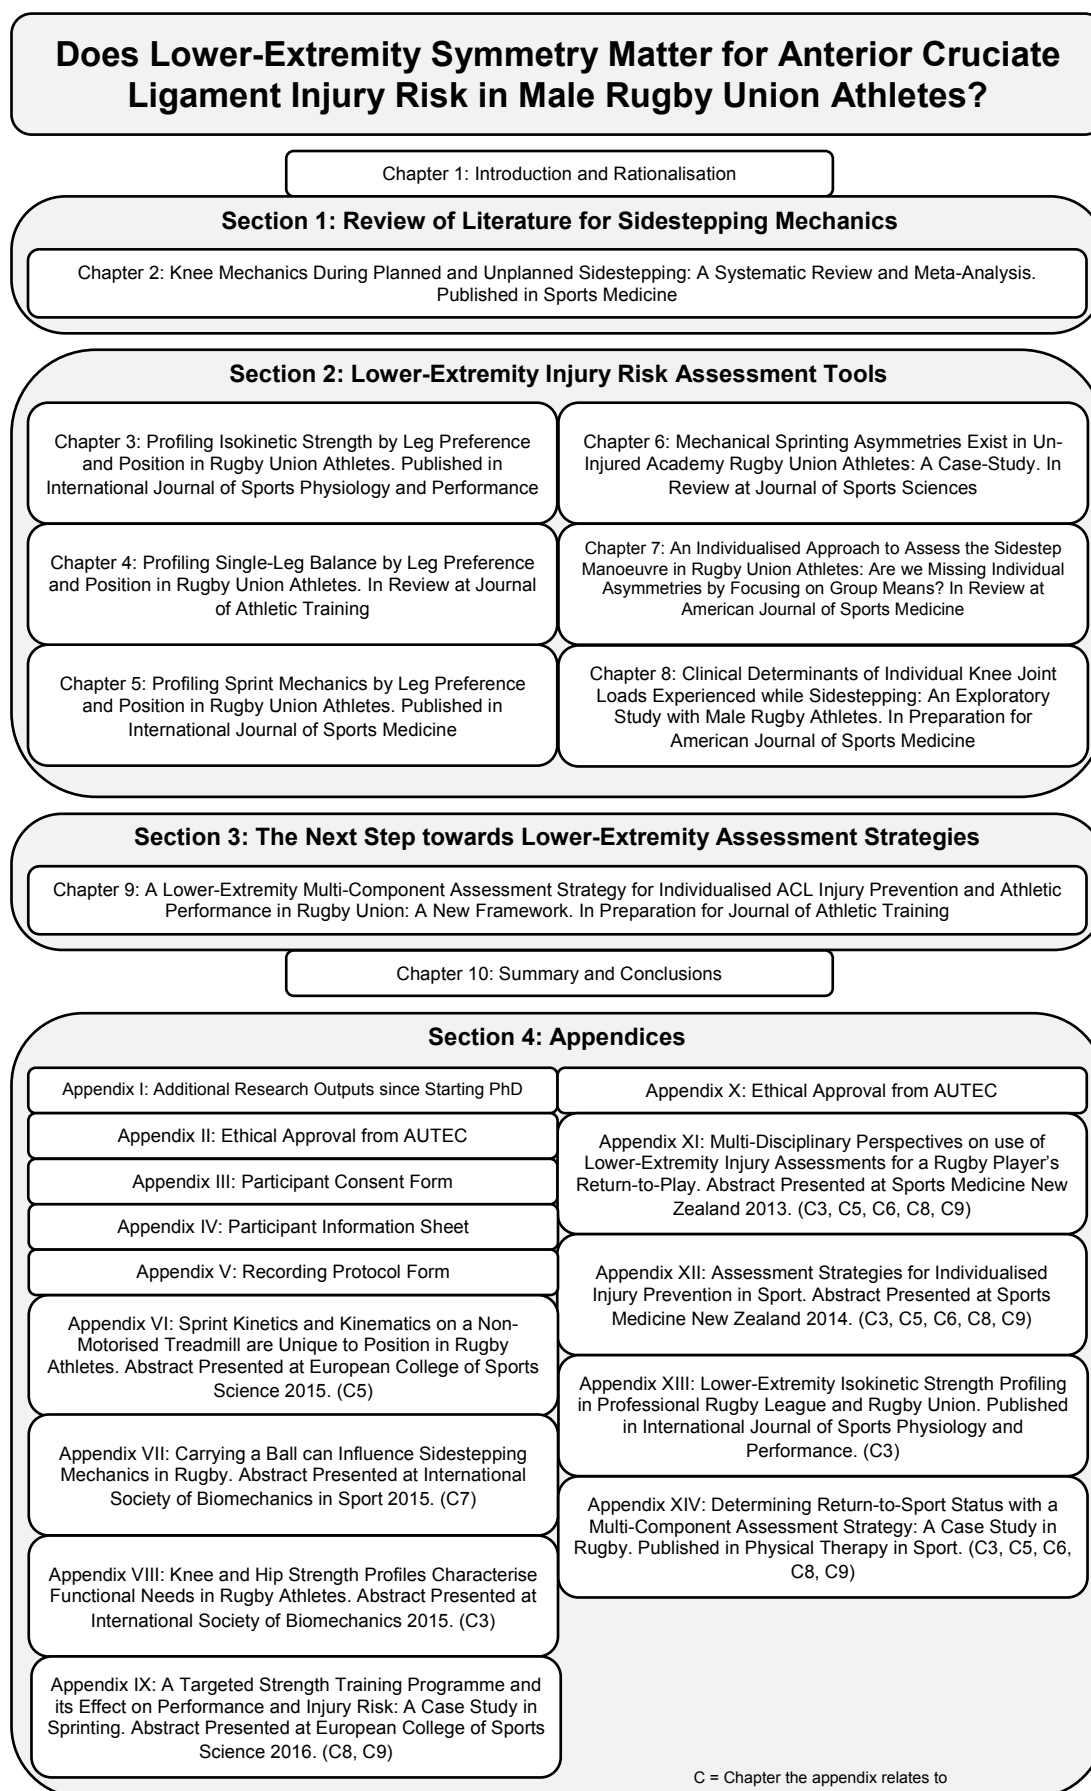 Does Lower-Extremity Symmetry Matter for Anterior Cruciate
Ligament Injury Risk in Male Rugby Union Athletes?
Chapter 1: Introduction and Rationalisation
Section 1: Review of Literature for Sidestepping Mechanics
Chapter 2: Knee Mechanics During Planned and Unplanned Sidestepping: A Systematic Review and Meta-Analysis.
Published in Sports Medicine
Section 2: Lower-Extremity Injury Risk Assessment Tools
Chapter 3: Profiling Isokinetic Strength by Leg Preference
and Position in Rugby Union Athletes. Published in
International Journal of Sports Physiology and Performance
Chapter 4: Profiling Single-Leg Balance by Leg Preference
and Position in Rugby Union Athletes. In Review at Journal
of Athletic Training
Chapter 5: Profiling Sprint Mechanics by Leg Preference
and Position in Rugby Union Athletes. Published in
International Journal of Sports Medicine
Chapter 6: Mechanical Sprinting Asymmetries Exist in Un-
Injured Academy Rugby Union Athletes: A Case-Study. In
Review at Journal of Sports Sciences
Chapter 7: An Individualised Approach to Assess the Sidestep
Manoeuvre in Rugby Union Athletes: Are we Missing Individual
Asymmetries by Focusing on Group Means? In Review at
American Journal of Sports Medicine
Chapter 8: Clinical Determinants of Individual Knee Joint
Loads Experienced while Sidestepping: An Exploratory
Study with Male Rugby Athletes. In Preparation for
American Journal of Sports Medicine
Section 3: The Next Step towards Lower-Extremity Assessment Strategies
Chapter 9: A Lower-Extremity Multi-Component Assessment Strategy for Individualised ACL Injury Prevention and Athletic
Performance in Rugby Union: A New Framework. In Preparation for Journal of Athletic Training
Chapter 10: Summary and Conclusions
Section 4: Appendices
Appendix I: Additional Research Outputs since Starting PhD
Appendix II: Ethical Approval from AUTEC
Appendix III: Participant Consent Form
Appendix IV: Participant Information Sheet
Appendix V: Recording Protocol Form
Appendix VI: Sprint Kinetics and Kinematics on a Non-
Motorised Treadmill are Unique to Position in Rugby
Athletes. Abstract Presented at European College of Sports
Science 2015. (C5)
Appendix VII: Carrying a Ball can Influence Sidestepping
Mechanics in Rugby. Abstract Presented at International
Society of Biomechanics in Sport 2015. (C7)
Appendix VIII: Knee and Hip Strength Profiles Characterise
Functional Needs in Rugby Athletes. Abstract Presented at
International Society of Biomechanics 2015. (C3)
Appendix IX: A Targeted Strength Training Programme and
its Effect on Performance and Injury Risk: A Case Study in
Sprinting. Abstract Presented at European College of Sports
Science 2016. (C8, C9)
Appendix X: Ethical Approval from AUTEC
Appendix XI: Multi-Disciplinary Perspectives on use of
Lower-Extremity Injury Assessments for a Rugby Player's
Return-to-Play. Abstract Presented at Sports Medicine New
Zealand 2013. (C3, C5, C6, C8, C9)
Appendix XII: Assessment Strategies for Individualised
Injury Prevention in Sport. Abstract Presented at Sports
Medicine New Zealand 2014. (C3, C5, C6, C8, C9)
Appendix XIII: Lower-Extremity Isokinetic Strength Profiling
in Professional Rugby League and Rugby Union. Published
in International Journal of Sports Physiology and
Performance. (C3)
Appendix XIV: Determining Return-to-Sport Status with a
Multi-Component Assessment Strategy: A Case Study in
Rugby. Published in Physical Therapy in Sport. (C3, C5, C6,
C8, C9)
C = Chapter the appendix relates to